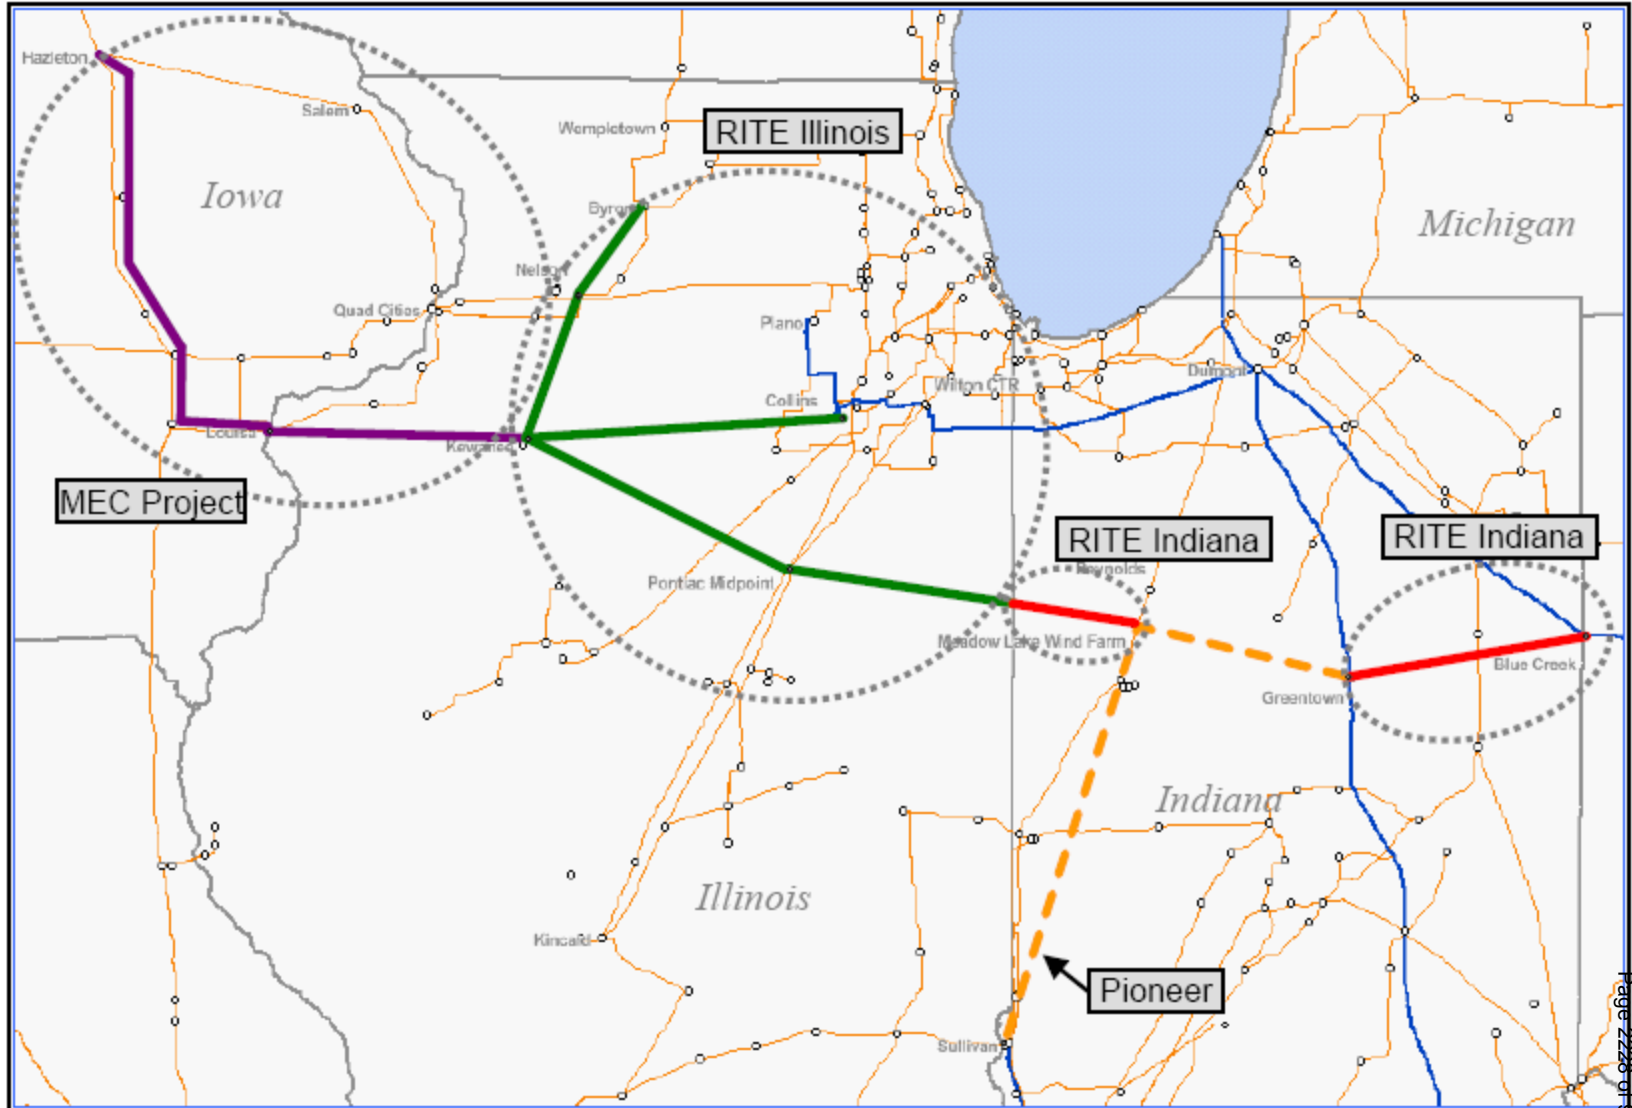 Hazleton
Salem
Wempletown
RITE Illinois
Iowa
Byron
Michigan
Nelson
Quad Cities
Plano
Dumont
Wilton CTR
Collins
Louisa
Kewanee
MEC Project
RITE Indiana
RITE Indiana
Reynolds
Pontiac Midpoint
Meadow Lake Wind Farm
Blue Creek
Greentown
Indiana
Illinois
Kincaid
Pioneer
Sullivan